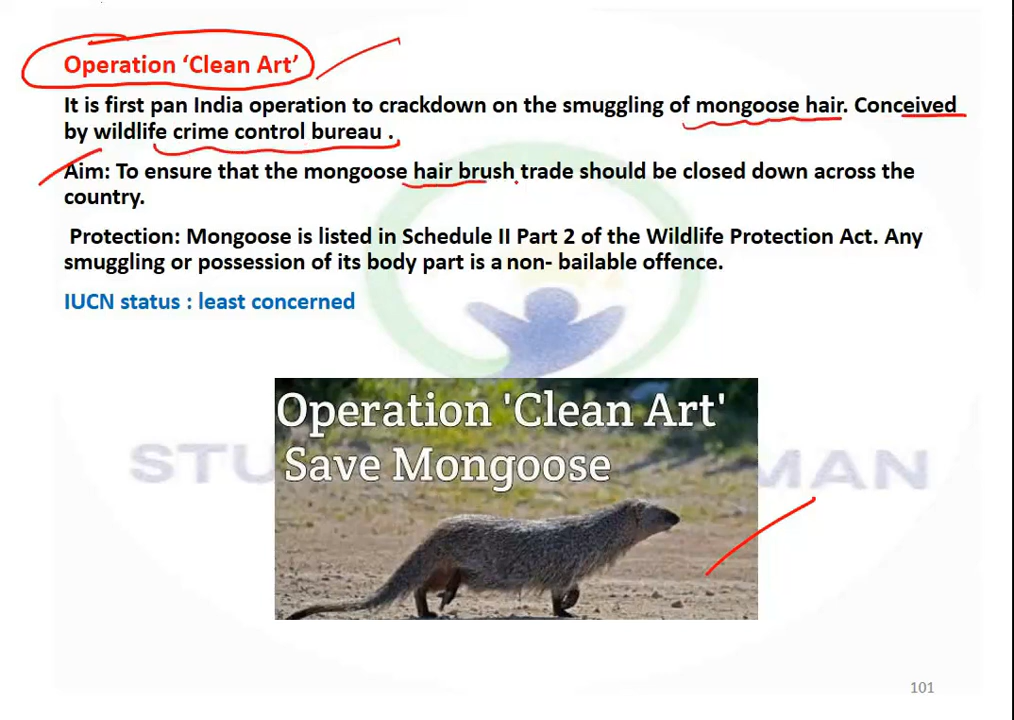 Operation ‘Clean Art’
It is first pan India operation to crackdown on the smuggling of mongoose hair. Conceived
by wildlife crime control bureau .
Aim: To ensure that the mongoose hair brush trade should be closed down across the
country.
Protection: Mongoose is listed in Schedule II Part 2 of the Wildlife Protection Act. Any
smuggling or possession of its body part is a non- bailable offence.
IUCN status : least concerned
Operation 'Clean Art'
Save Mongoose
101